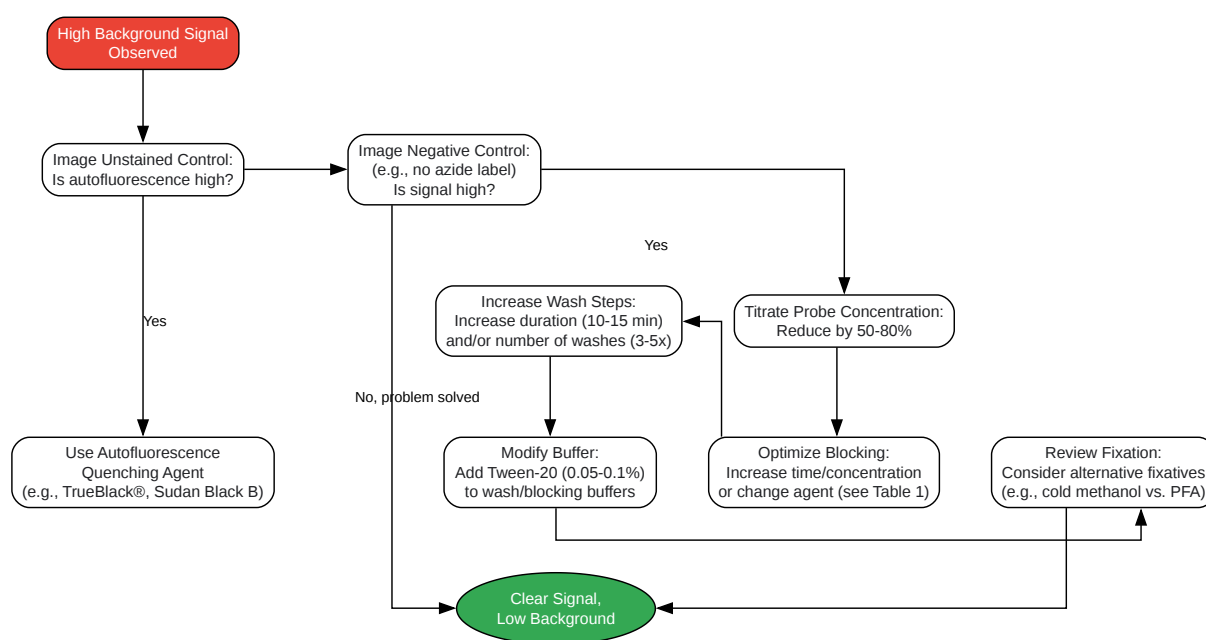 High Background Signal
Observed
Image Unstained Control:
Is autofluorescence high?
Image Negative Control:
(e.g., no azide label)
Is signal high?
Yes
Increase Wash Steps:
Increase duration (10-15 min)
and/or number of washes (3-5x)
Titrate Probe Concentration:
Reduce by 50-80%
Yes
No, problem solved
Use Autofluorescence
Quenching Agent
(e.g., TrueBlack®, Sudan Black B)
Modify Buffer:
Add Tween-20 (0.05-0.1%)
to wash/blocking buffers
Optimize Blocking:
Increase time/concentration
or change agent (see Table 1)
Review Fixation:
Consider alternative fixatives
(e.g., cold methanol vs. PFA)
Clear Signal,
Low Background